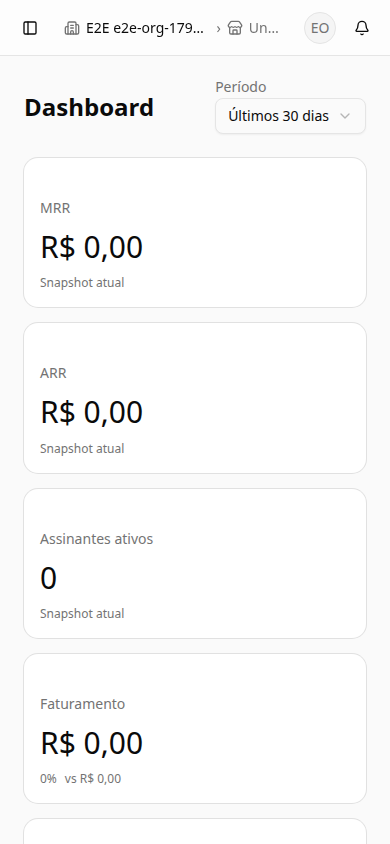 E2E e2e-org-179... › Un... EO
Período
Dashboard
Últimos 30 dias
MRR
R$ 0,00
Snapshot atual
ARR
R$ 0,00
Snapshot atual
Assinantes ativos
0
Snapshot atual
Faturamento
R$ 0,00
0% vs R$ 0,00